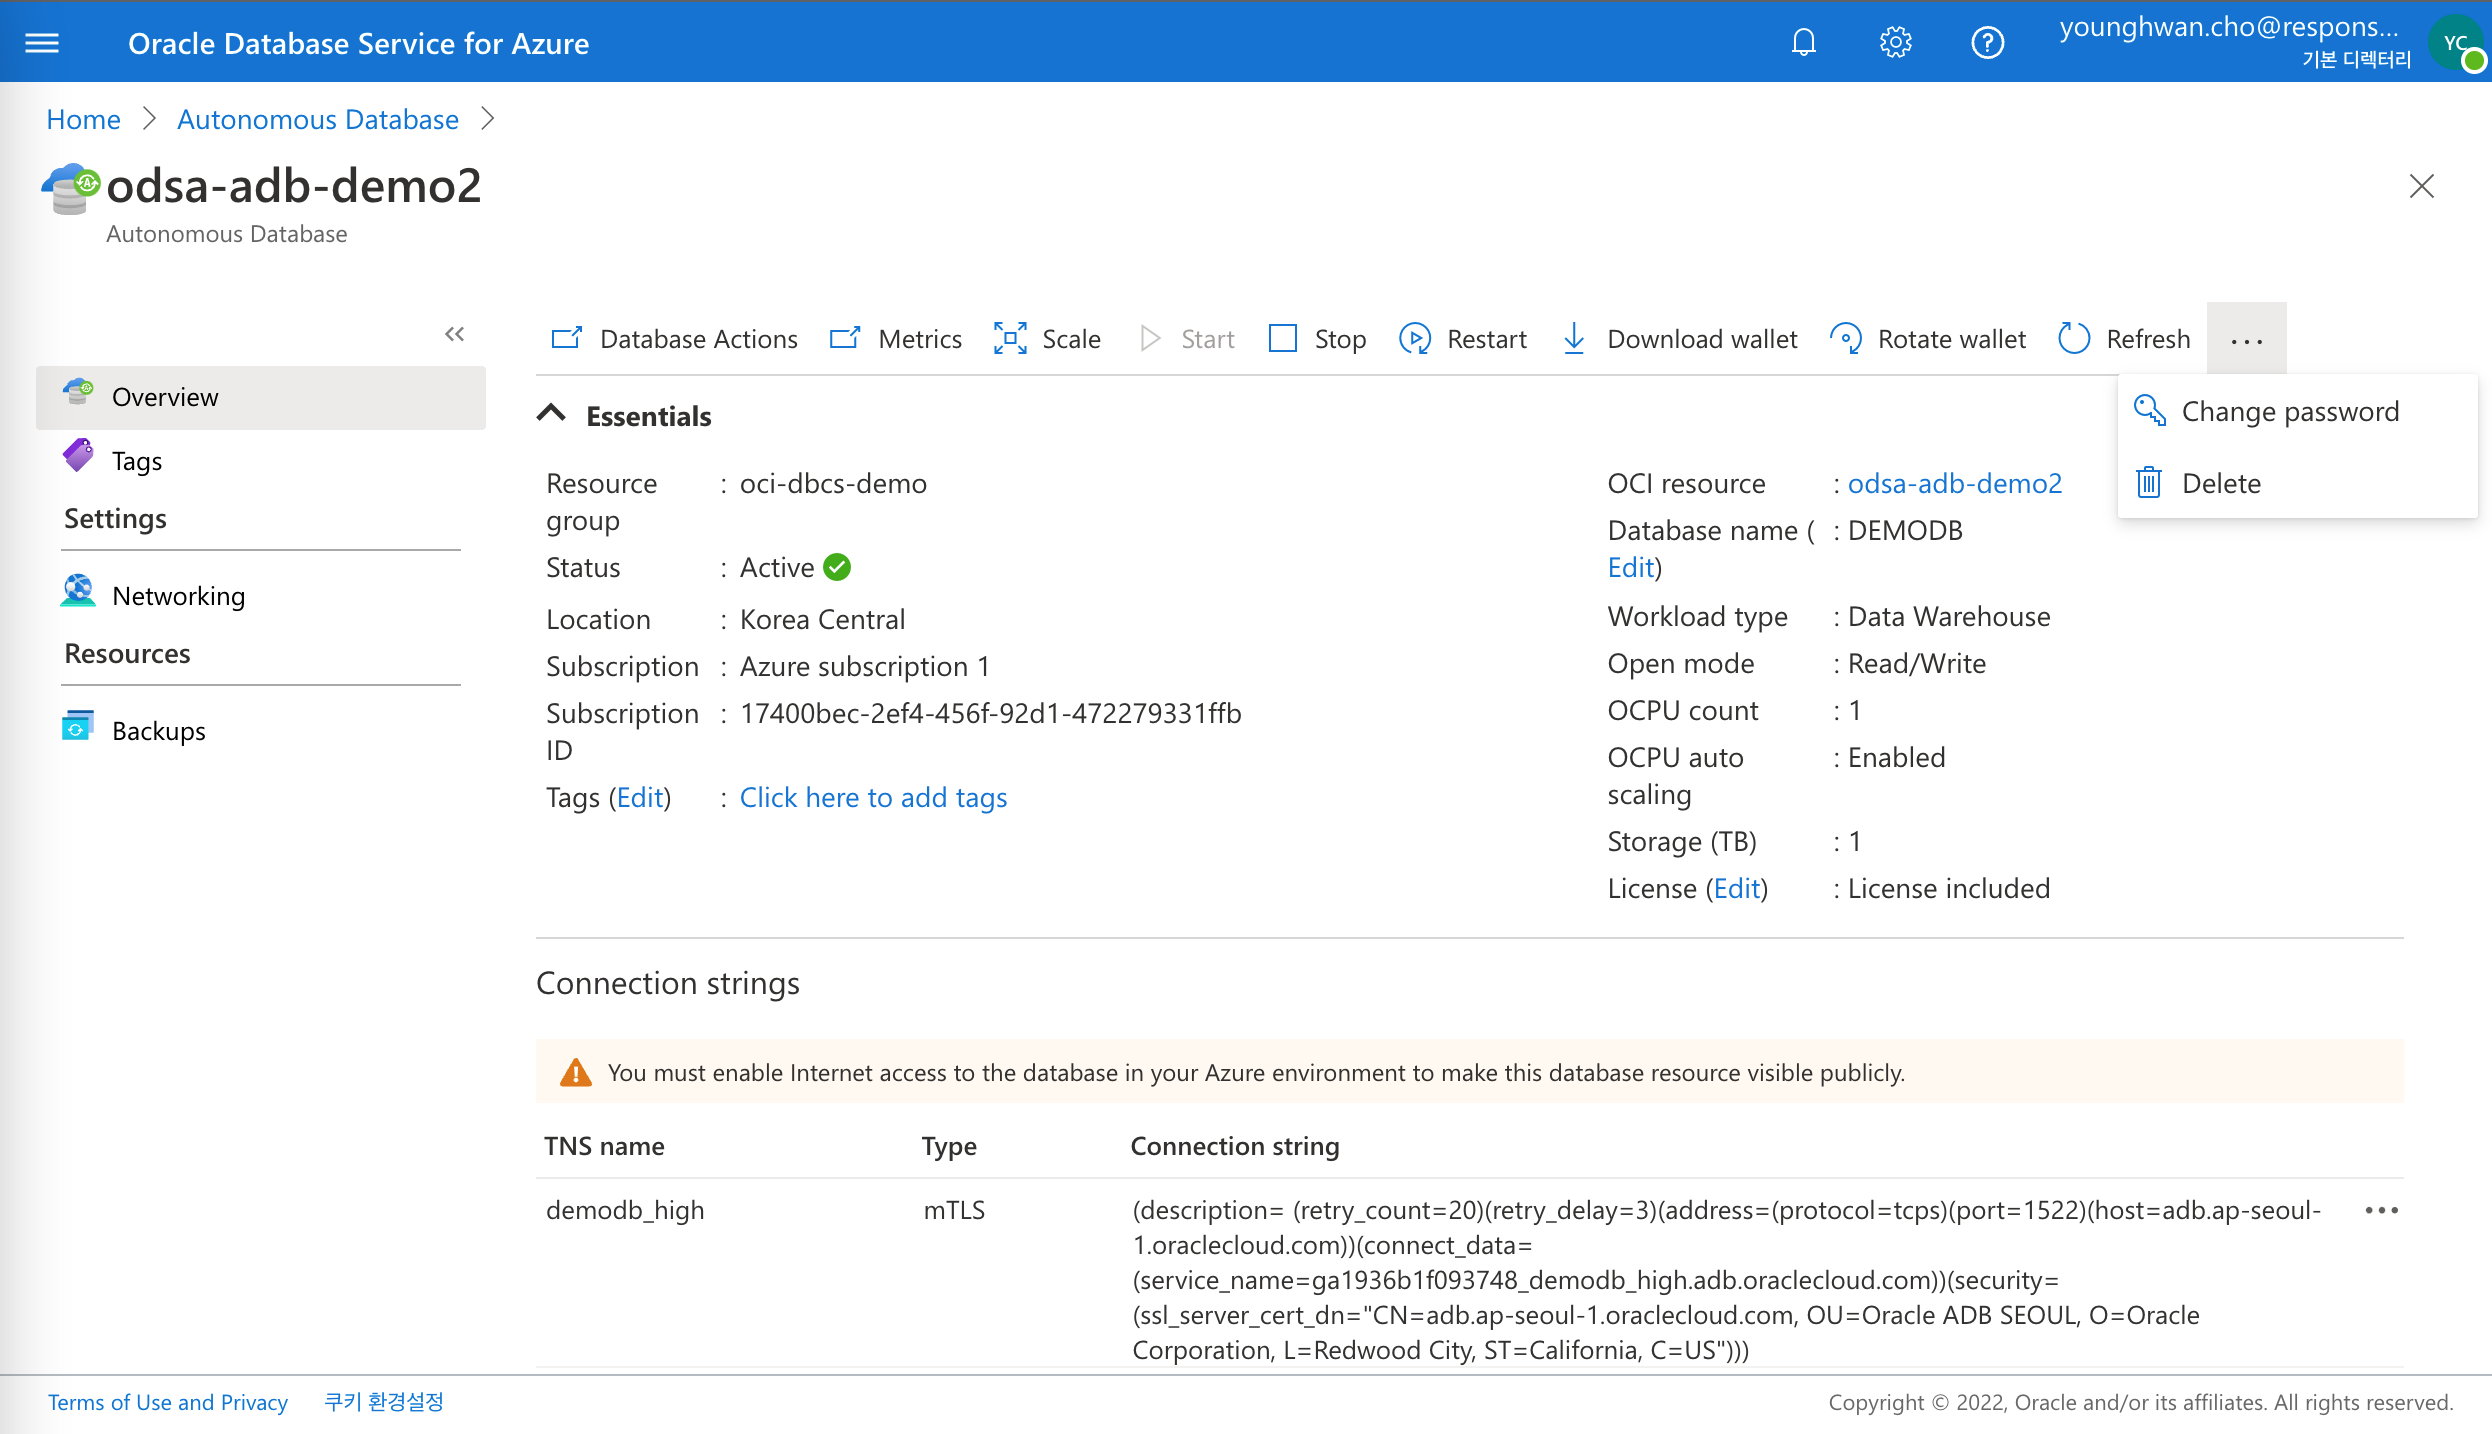 Oracle Database Service for Azure
younghwan.cho@respons...
기본 디렉터리
YC
Home
Autonomous Database
odsa-adb-demo2
Autonomous Database
Database Actions
Metrics
Scale
Start
Stop
Restart
Download wallet
Rotate wallet
Refresh
...
Change password
Delete
Overview
Tags
Settings
Networking
Resources
Backups
Essentials
Resource group : oci-dbcs-demo
Status : Active
Location : Korea Central
Subscription : Azure subscription 1
Subscription ID : 17400bec-2ef4-456f-92d1-472279331ffb
Tags (Edit) : Click here to add tags
OCI resource : odsa-adb-demo2
Database name (Edit) : DEMODB
Workload type : Data Warehouse
Open mode : Read/Write
OCPU count : 1
OCPU auto scaling : Enabled
Storage (TB) : 1
License (Edit) : License included
Connection strings
You must enable Internet access to the database in your Azure environment to make this database resource visible publicly.
TNS name Type Connection string
demodb_high mTLS (description= (retry_count=20)(retry_delay=3)(address=(protocol=tcps)(port=1522)(host=adb.ap-seoul-
1.oraclecloud.com))(connect_data=
(service_name=ga1936b1f093748_demodb_high.adb.oraclecloud.com))(security=
(ssl_server_cert_dn="CN=adb.ap-seoul-1.oraclecloud.com, OU=Oracle ADB SEOUL, O=Oracle
Corporation, L=Redwood City, ST=California, C=US")))
Terms of Use and Privacy
쿠키 환경설정
Copyright © 2022, Oracle and/or its affiliates. All rights reserved.